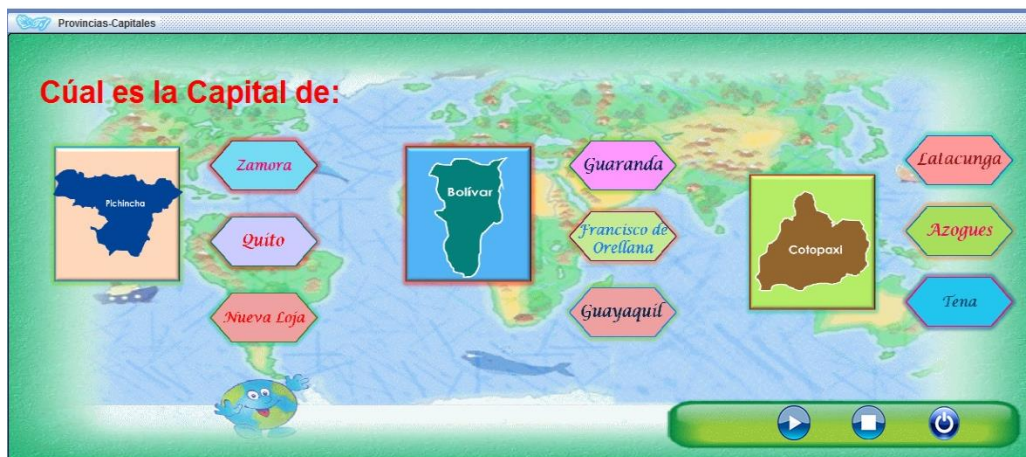 Provincias-Capitales
Cúal es la Capital de:
Pichincha
Zamora
Quito
Nueva Loja
Bolívar
Guaranda
Francisco de
Orellana
Guayaquil
Cotopaxi
Latacunga
Azogues
Tena